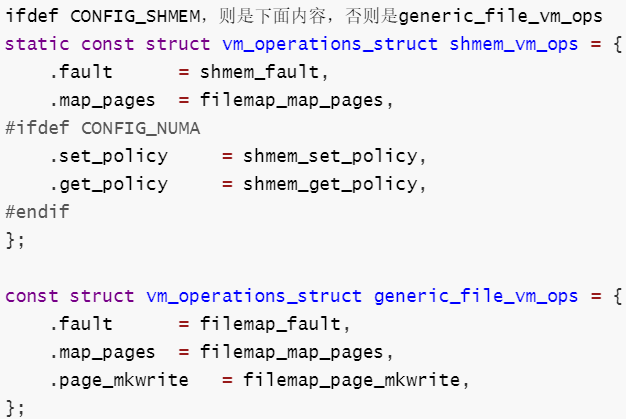 ifdef CONFIG_SHMEM，则是下面内容，否则是generic_file_vm_ops
static const struct vm_operations_struct shmem_vm_ops = {
    .fault      = shmem_fault,
    .map_pages  = filemap_map_pages,
#ifdef CONFIG_NUMA
    .set_policy     = shmem_set_policy,
    .get_policy     = shmem_get_policy,
#endif
};

const struct vm_operations_struct generic_file_vm_ops = {
    .fault      = filemap_fault,
    .map_pages  = filemap_map_pages,
    .page_mkwrite   = filemap_page_mkwrite,
};